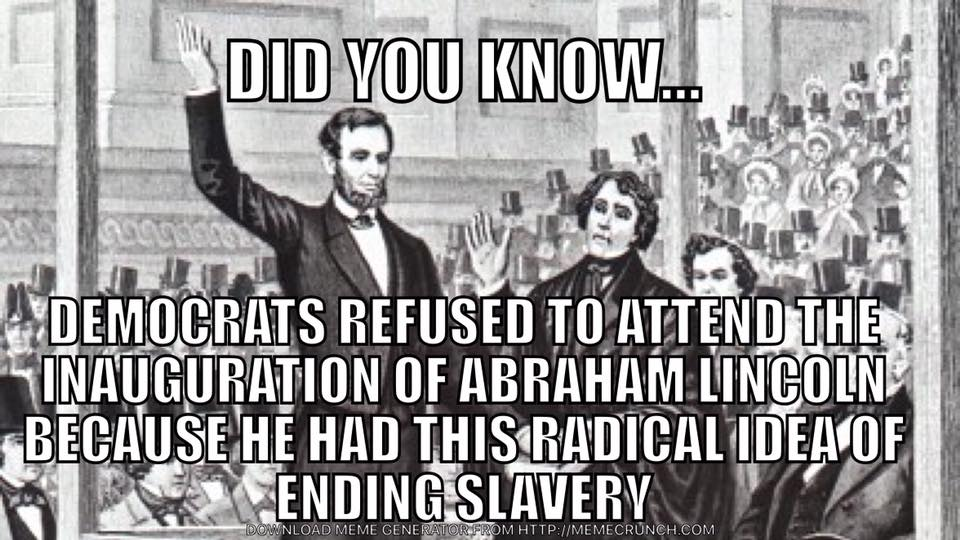 DID YOU KNOW...
DEMOCRATS REFUSED TO ATTEND THE
INAUGURATION OF ABRAHAM LINCOLN
BECAUSE HE HAD THIS RADICAL IDEA OF
ENDING SLAVERY
DOWNLOAD MEME GENERATOR FROM HTTP://MEMECRUNCH.COM